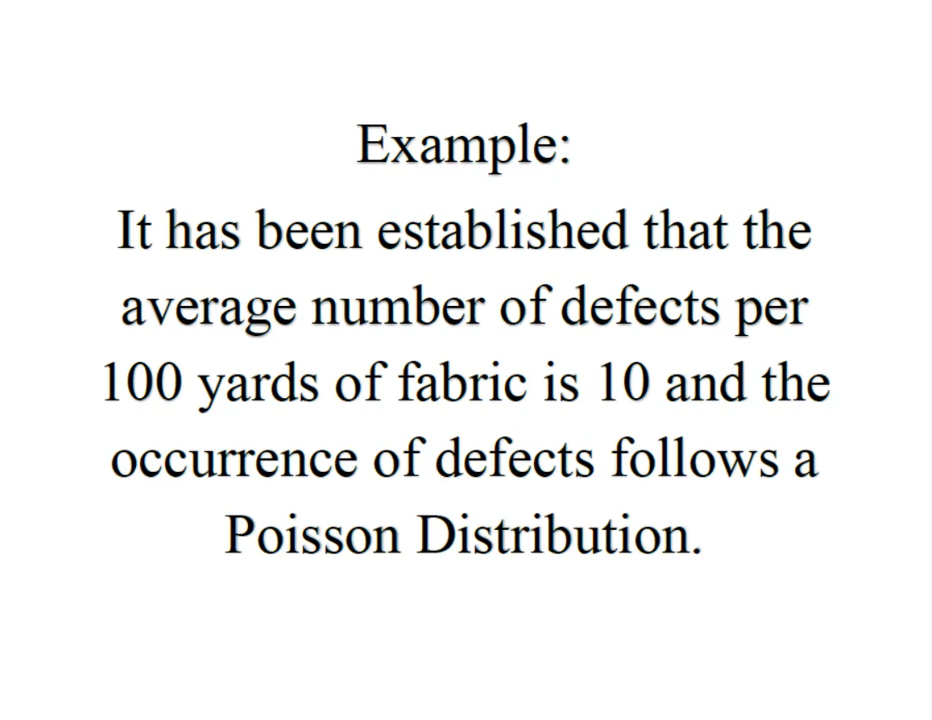 Example:
It has been established that the
average number of defects per
100 yards of fabric is 10 and the
occurrence of defects follows a
Poisson Distribution.